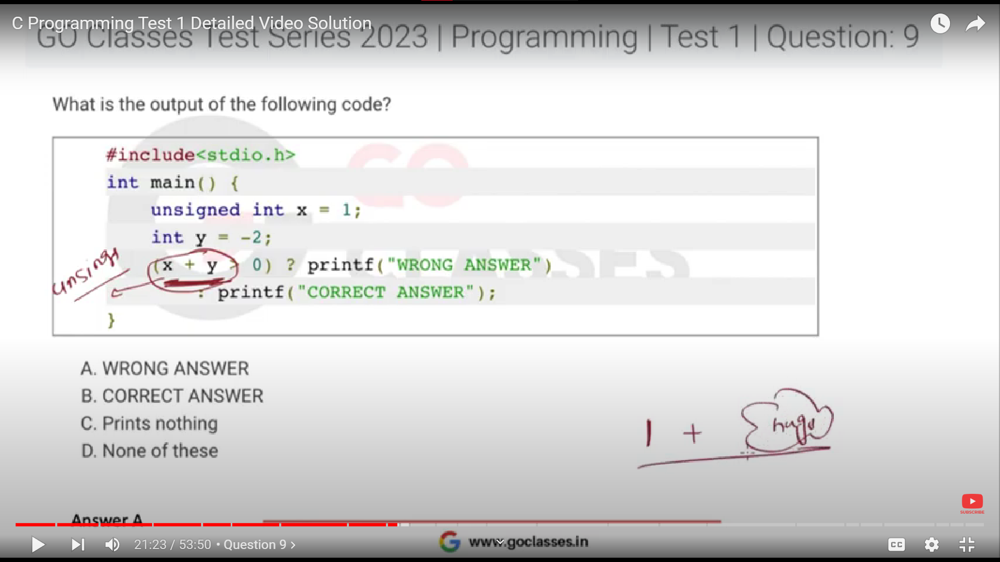 C Programming Test 1 Detailed Video Solution
GO Classes Test Series 2023 | Programming | Test 1 | Question: 9
What is the output of the following code?
#include<stdio.h>
int main() {
unsigned int x = 1;
int y = -2;
(x + y > 0) ? printf("WRONG ANSWER")
: printf("CORRECT ANSWER");
}
A. WRONG ANSWER
B. CORRECT ANSWER
C. Prints nothing
D. None of these
1 + huge
Answer A
SUBSCRIBE
21:23 / 53:50 • Question 9 >
www.goclasses.in
CC